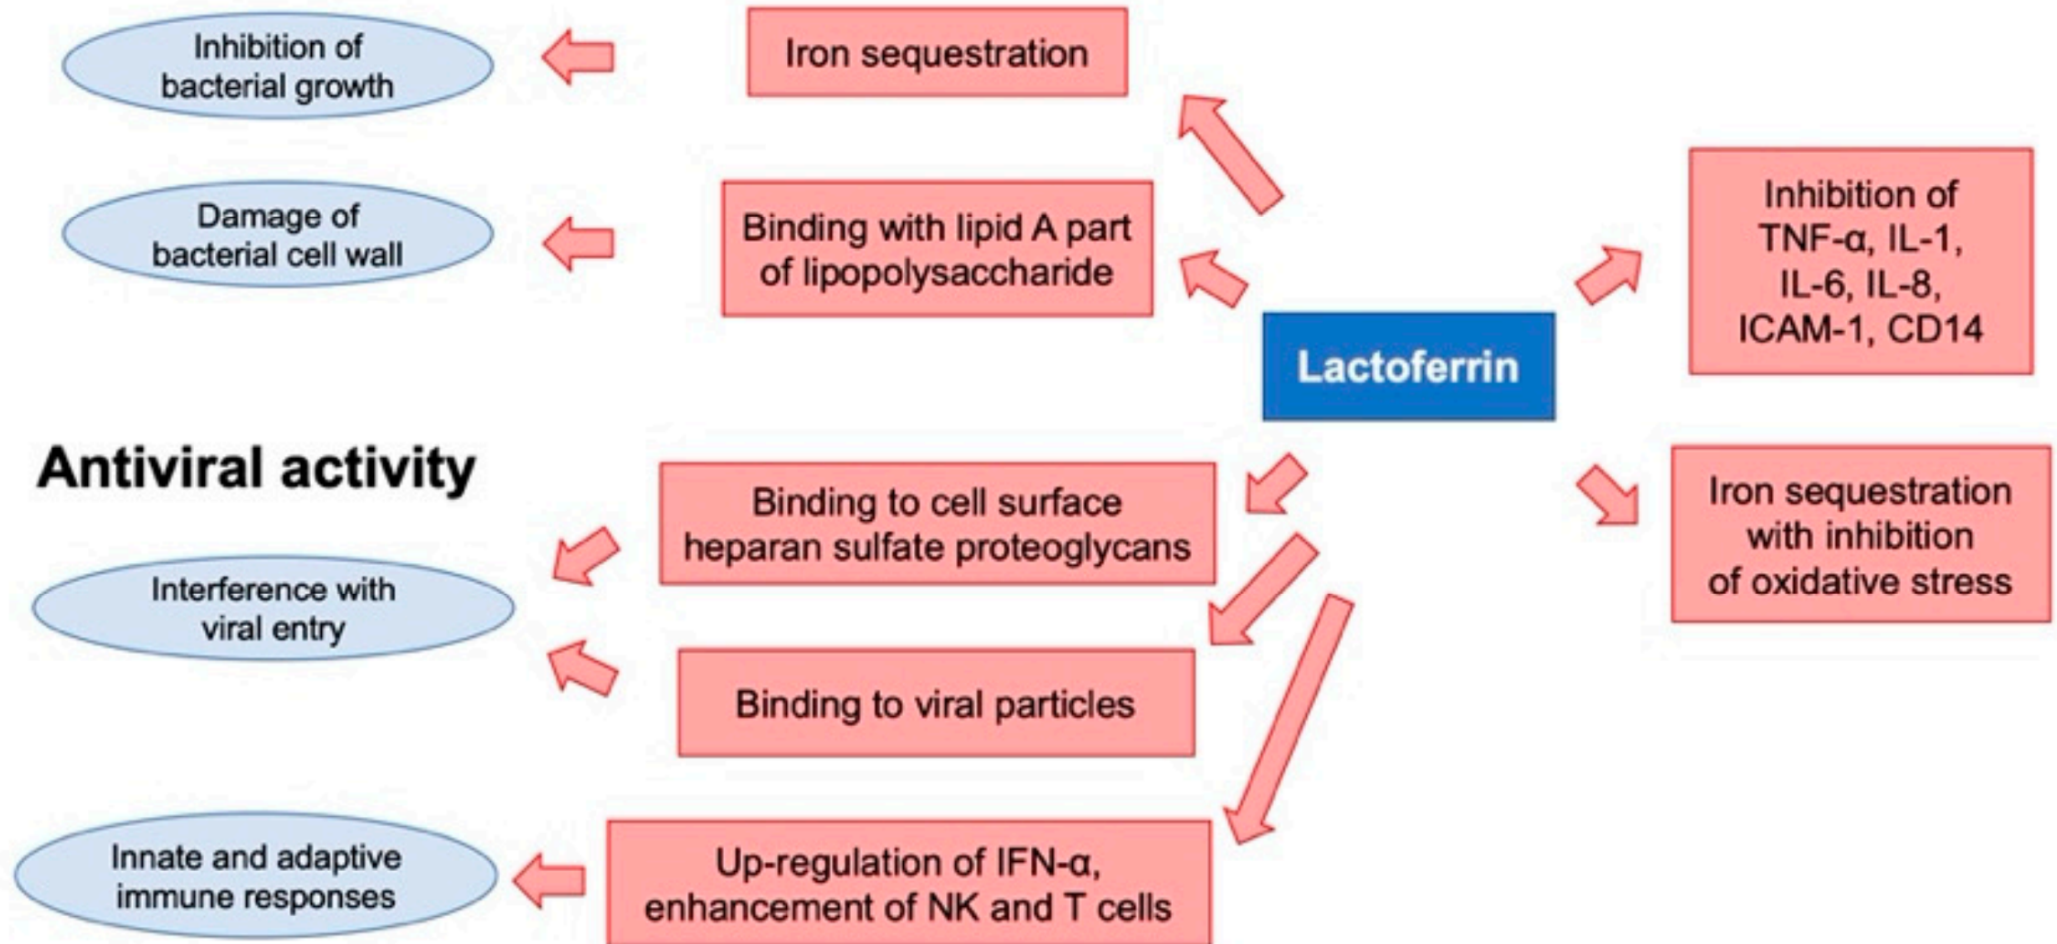 Inhibition of
bacterial growth
Iron sequestration
Damage of
bacterial cell wall
Binding with lipid A part
of lipopolysaccharide
Inhibition of
TNF-α, IL-1,
IL-6, IL-8,
ICAM-1, CD14
Lactoferrin
Antiviral activity
Binding to cell surface
heparan sulfate proteoglycans
Iron sequestration
with inhibition
of oxidative stress
Interference with
viral entry
Binding to viral particles
Innate and adaptive
immune responses
Up-regulation of IFN-α,
enhancement of NK and T cells